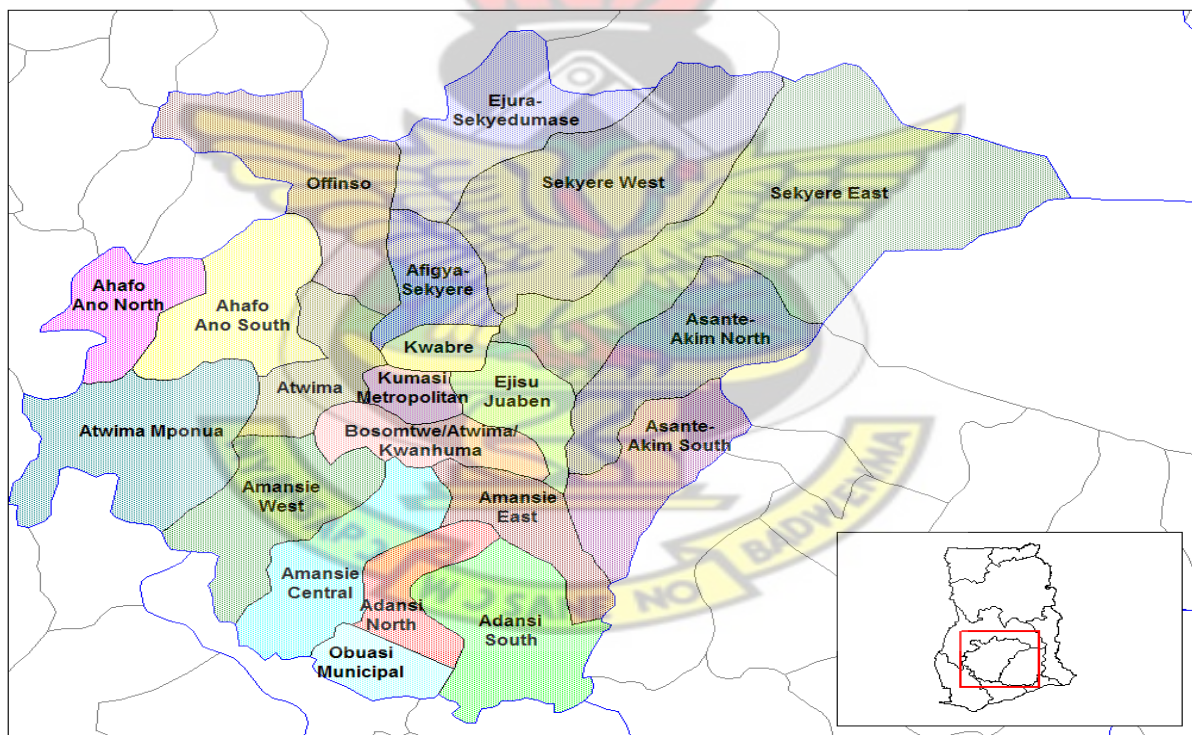 Ejura-
Sekyedumase
Offinso
Sekyere West
Sekyere East
Afigya-
Sekyere
Ahafo
Ano North
Ahafo
Ano South
Asante-
Akim North
Kwabre
Atwima
Kumasi
Metropolitan
Ejisu
Juaben
Atwima Mponua
Bosomtwe/Atwima/
Kwanhuma
Asante-
Akim South
Amansie
West
Amansie
East
Amansie
Central
Adansi
North
Adansi
South
Obuasi
Municipal
W
SANE
NO
BADWENMA